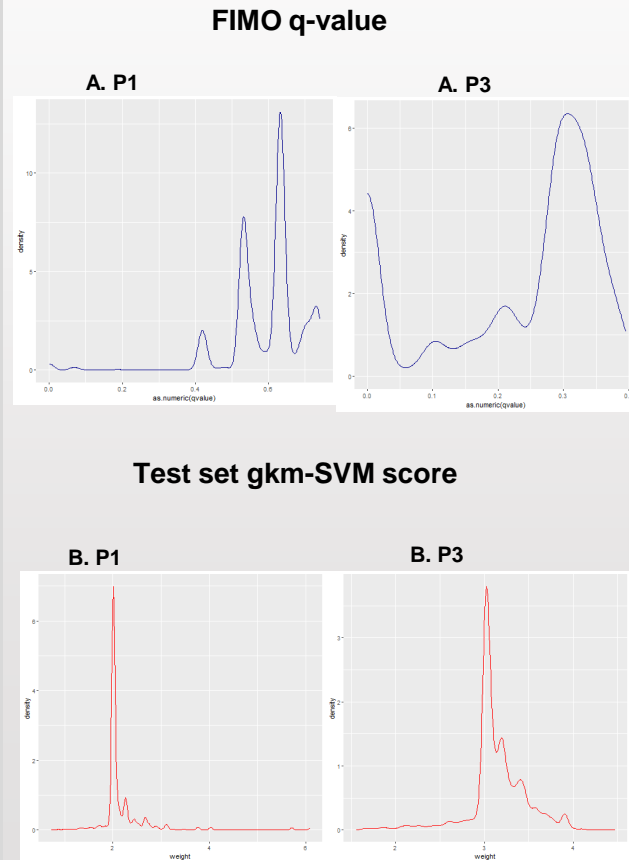 FIMO q-value
A. P1
A. P3
density
10-
5-
0-
0.0 0.2 0.4 0.6
as.numeric(qvalue)
density
6-
4-
2-
0-
0.0 0.1 0.2 0.3
as.numeric(qvalue)
Test set gkm-SVM score
B. P1
B. P3
density
6-
4-
2-
0-
2 4 6
weight
density
3-
2-
1-
0-
2 3 4
weight